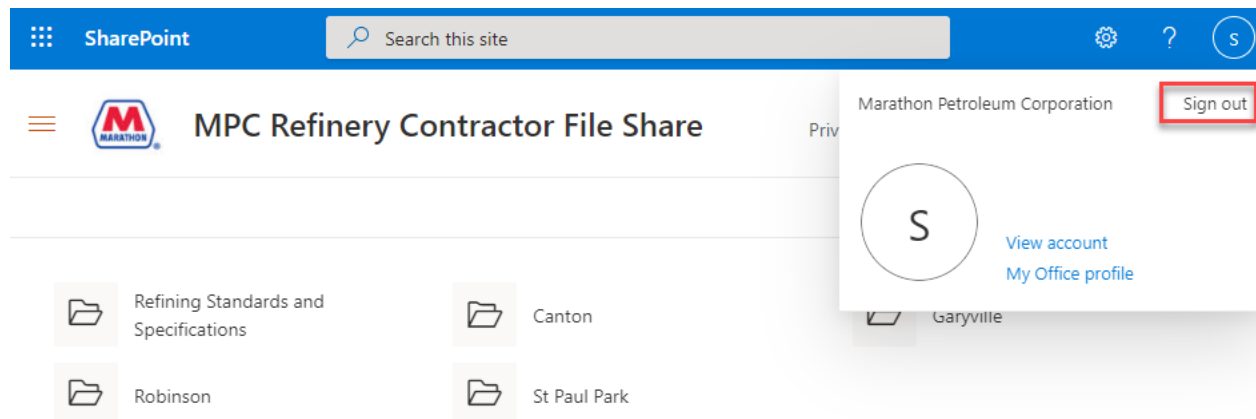 SharePoint
Search this site
?
S
MARATHON
MPC Refinery Contractor File Share
Priv
Marathon Petroleum Corporation
Sign out
S
View account
My Office profile
Refining Standards and
Specifications
Canton
Garyville
Robinson
St Paul Park